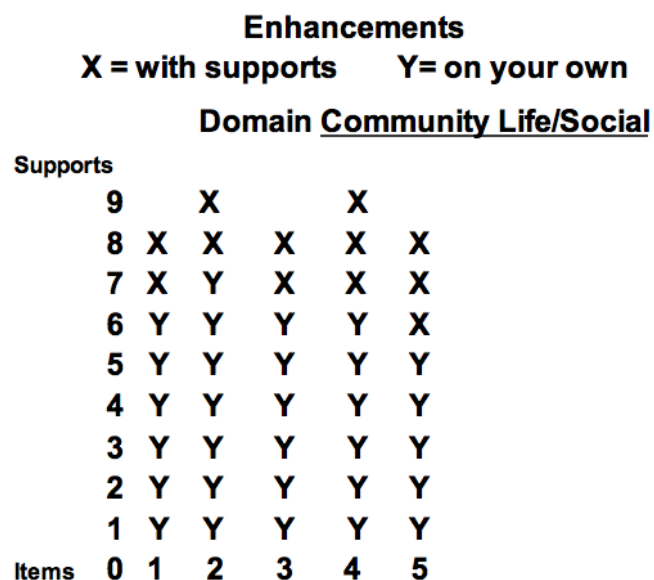 Enhancements
X = with supports Y= on your own
Domain Community Life/Social
Supports
9 X X
8 X X X X X
7 X Y X X X
6 Y Y Y Y X
5 Y Y Y Y Y
4 Y Y Y Y Y
3 Y Y Y Y Y
2 Y Y Y Y Y
1 Y Y Y Y Y
Items 0 1 2 3 4 5